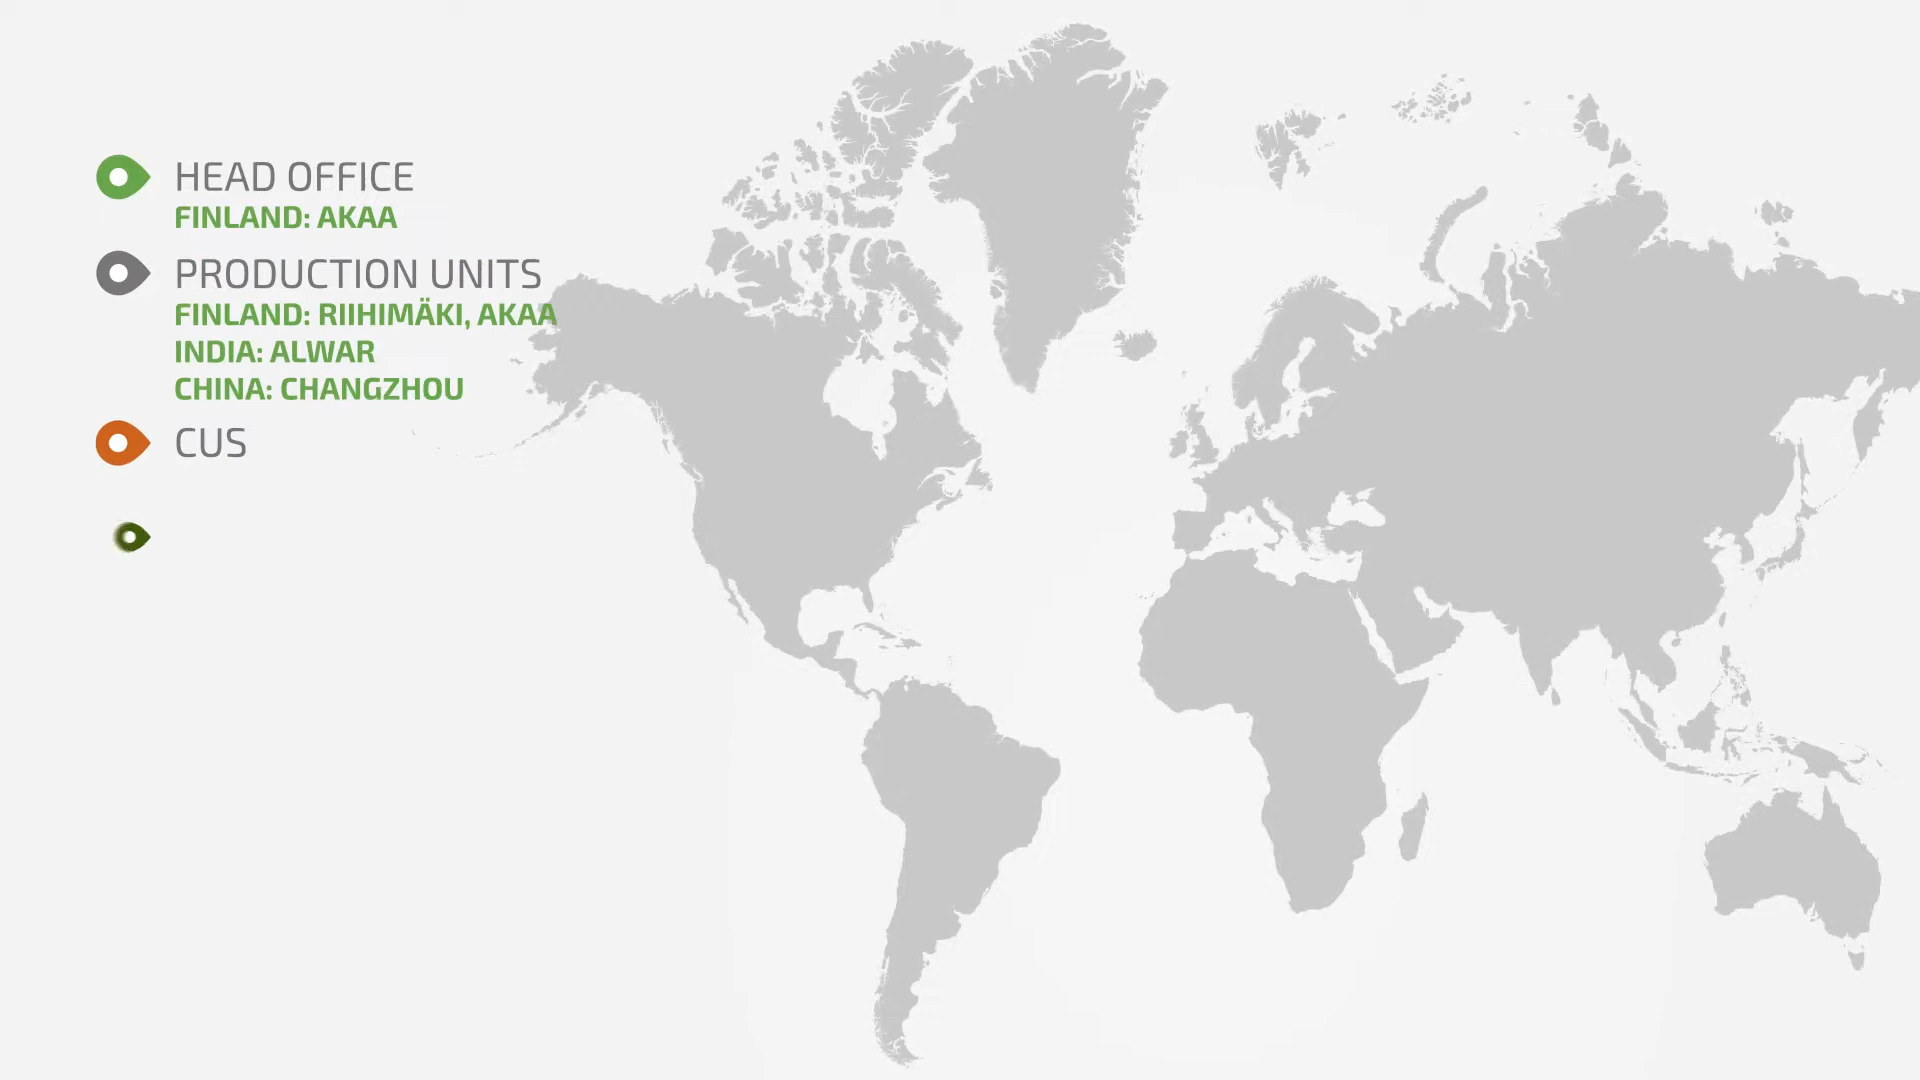 HEAD OFFICE
FINLAND: AKAA
PRODUCTION UNITS
FINLAND: RIIHIMÄKI, AKAA
INDIA: ALWAR
CHINA: CHANGZHOU
CUS